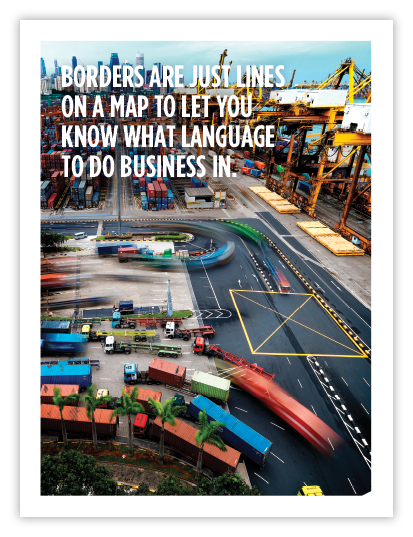 BORDERS ARE JUST LINES
ON A MAP TO LET YOU
KNOW WHAT LANGUAGE
TO DO BUSINESS IN.